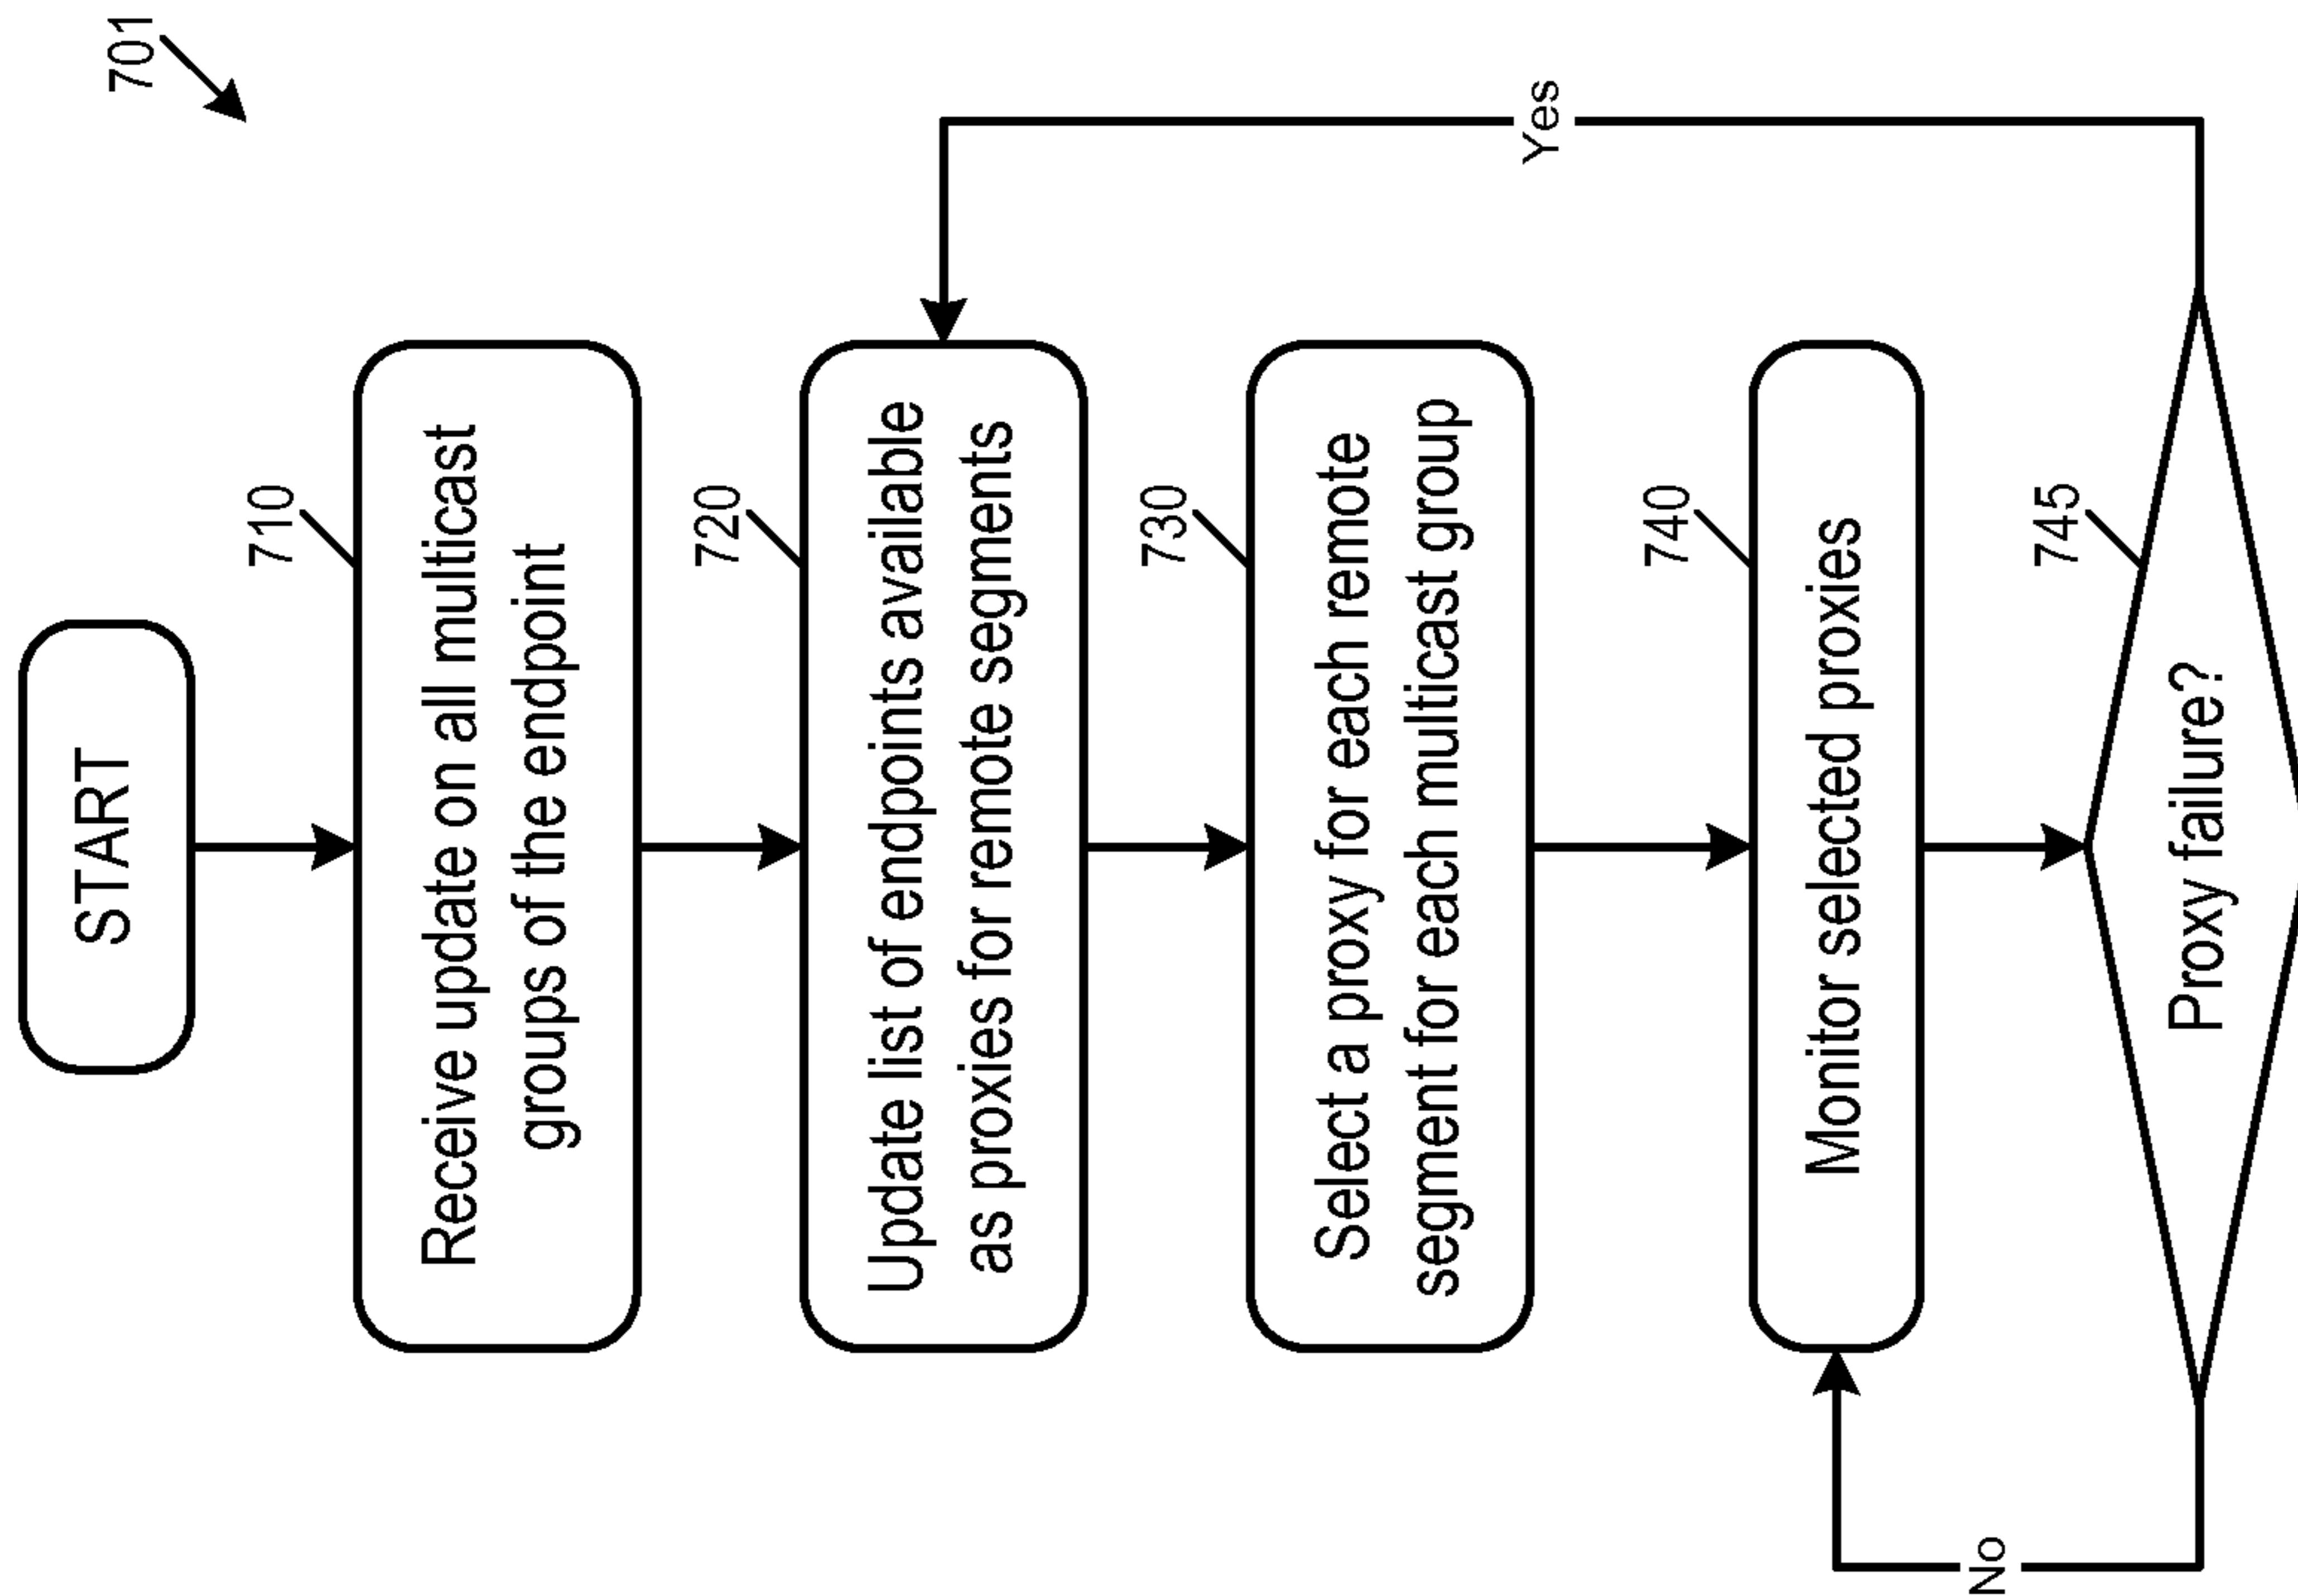 701
START
710
Receive update on all multicast
groups of the endpoint
720
Update list of endpoints available
as proxies for remote segments
730
Select a proxy for each remote
segment for each multicast group
740
Monitor selected proxies
745
Proxy failure?
Yes
No